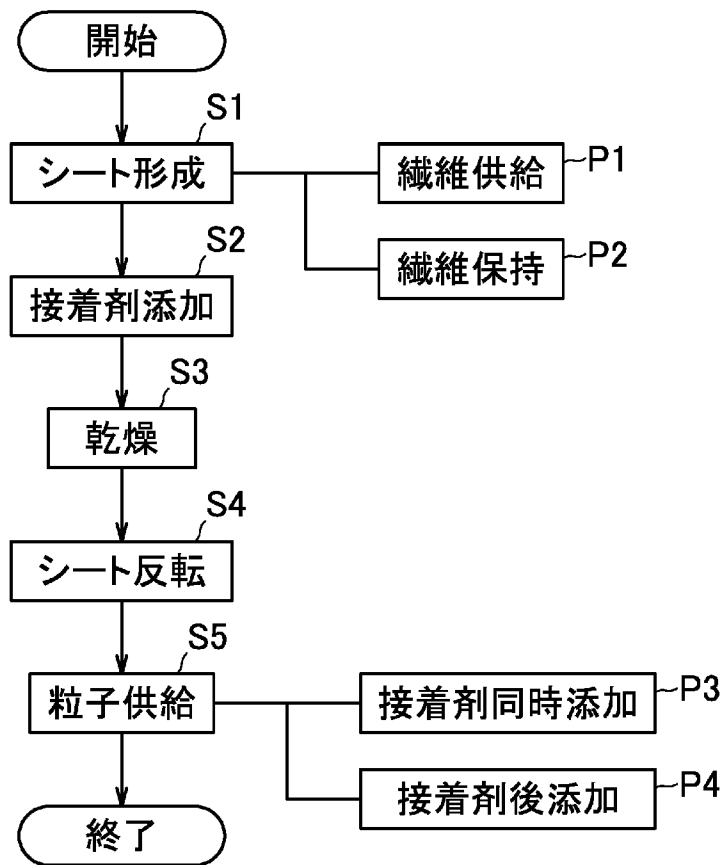 開始
S1
シート形成
繊維供給
P1
繊維保持
P2
S2
接着剤添加
S3
乾燥
S4
シート反転
S5
粒子供給
接着剤同時添加
P3
接着剤後添加
P4
終了